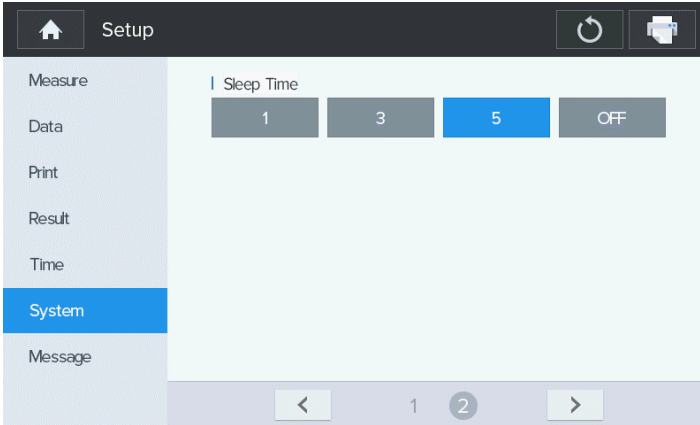 Setup
Measure
Data
Print
Result
Time
System
Message
Sleep Time
1 3 5 OFF
1 2